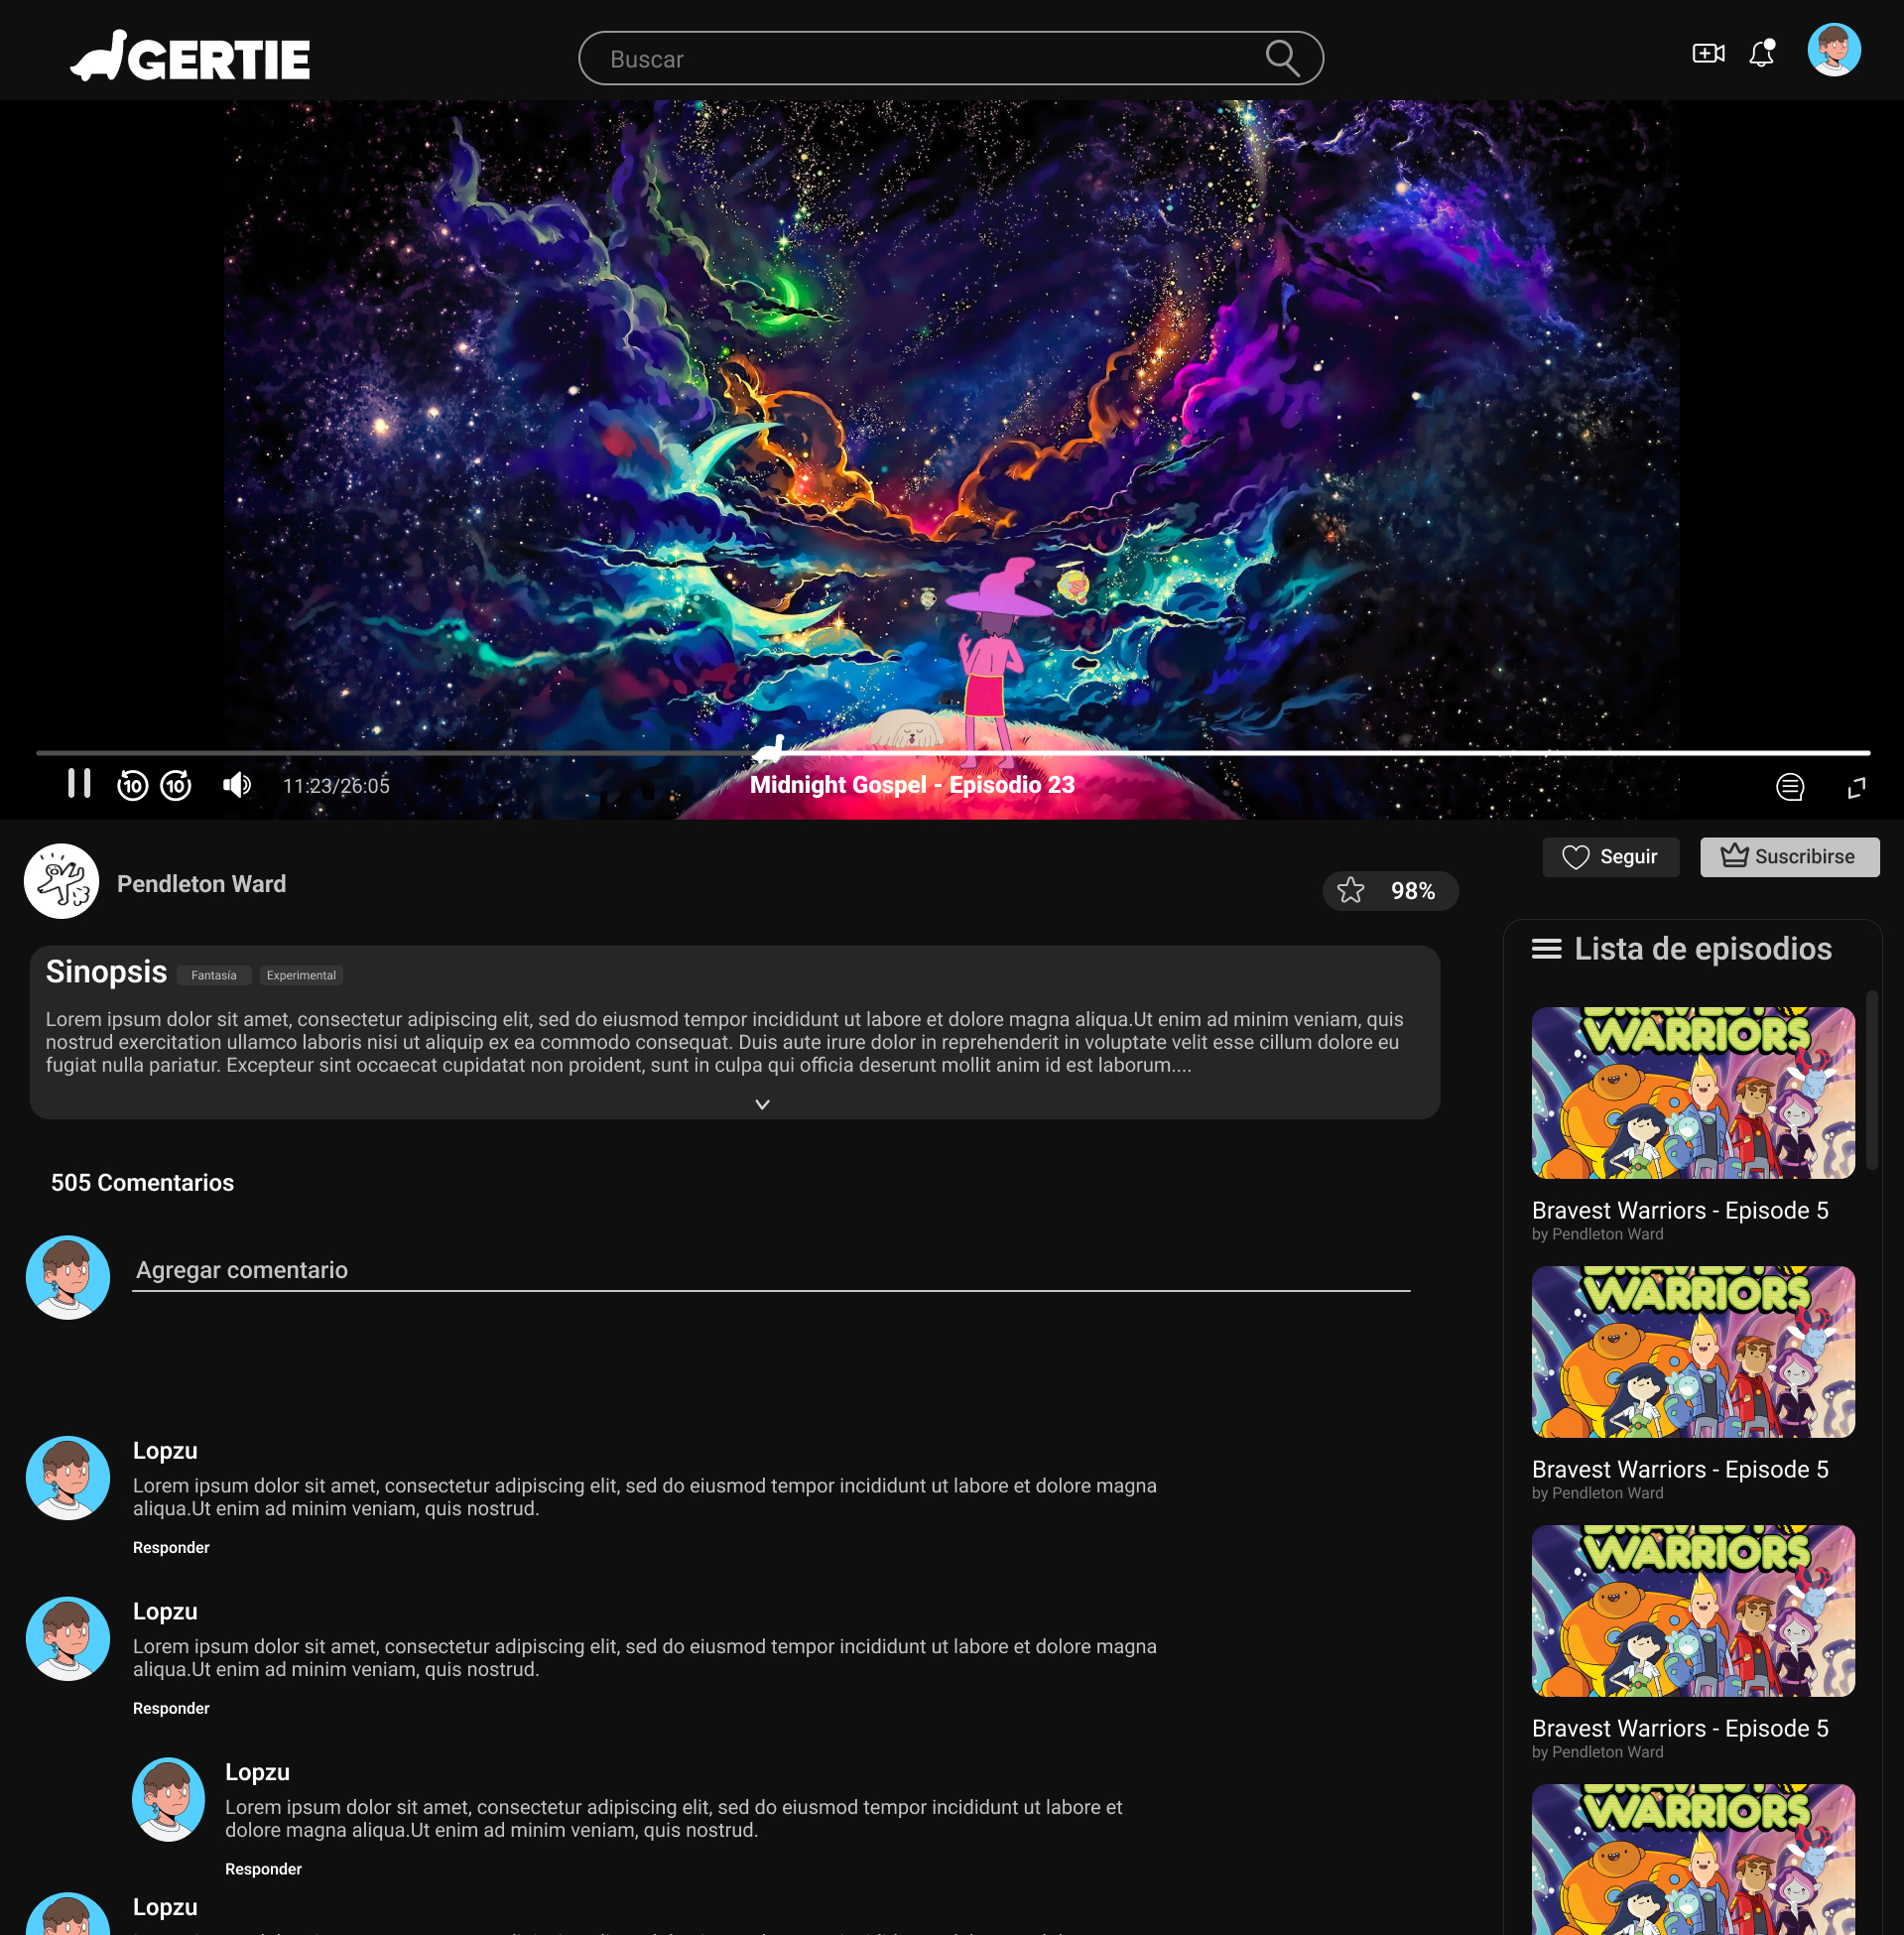 GERTIE
Buscar
10 10
11:23/26:05
Midnight Gospel - Episodio 23
Pendleton Ward
98%
Seguir
Suscribirse
Sinopsis
Fantasía
Experimental
Lorem ipsum dolor sit amet, consectetur adipiscing elit, sed do eiusmod tempor incididunt ut labore et dolore magna aliqua.Ut enim ad minim veniam, quis
nostrud exercitation ullamco laboris nisi ut aliquip ex ea commodo consequat. Duis aute irure dolor in reprehenderit in voluptate velit esse cillum dolore eu
fugiat nulla pariatur. Excepteur sint occaecat cupidatat non proident, sunt in culpa qui officia deserunt mollit anim id est laborum....
505 Comentarios
Agregar comentario
Lopzu
Lorem ipsum dolor sit amet, consectetur adipiscing elit, sed do eiusmod tempor incididunt ut labore et dolore magna
aliqua.Ut enim ad minim veniam, quis nostrud.
Responder
Lopzu
Lorem ipsum dolor sit amet, consectetur adipiscing elit, sed do eiusmod tempor incididunt ut labore et dolore magna
aliqua.Ut enim ad minim veniam, quis nostrud.
Responder
Lopzu
Lorem ipsum dolor sit amet, consectetur adipiscing elit, sed do eiusmod tempor incididunt ut labore et
dolore magna aliqua.Ut enim ad minim veniam, quis nostrud.
Responder
Lopzu
Lista de episodios
WARRIORS
Bravest Warriors - Episode 5
by Pendleton Ward
WARRIORS
Bravest Warriors - Episode 5
by Pendleton Ward
WARRIORS
Bravest Warriors - Episode 5
by Pendleton Ward
WARRIORS